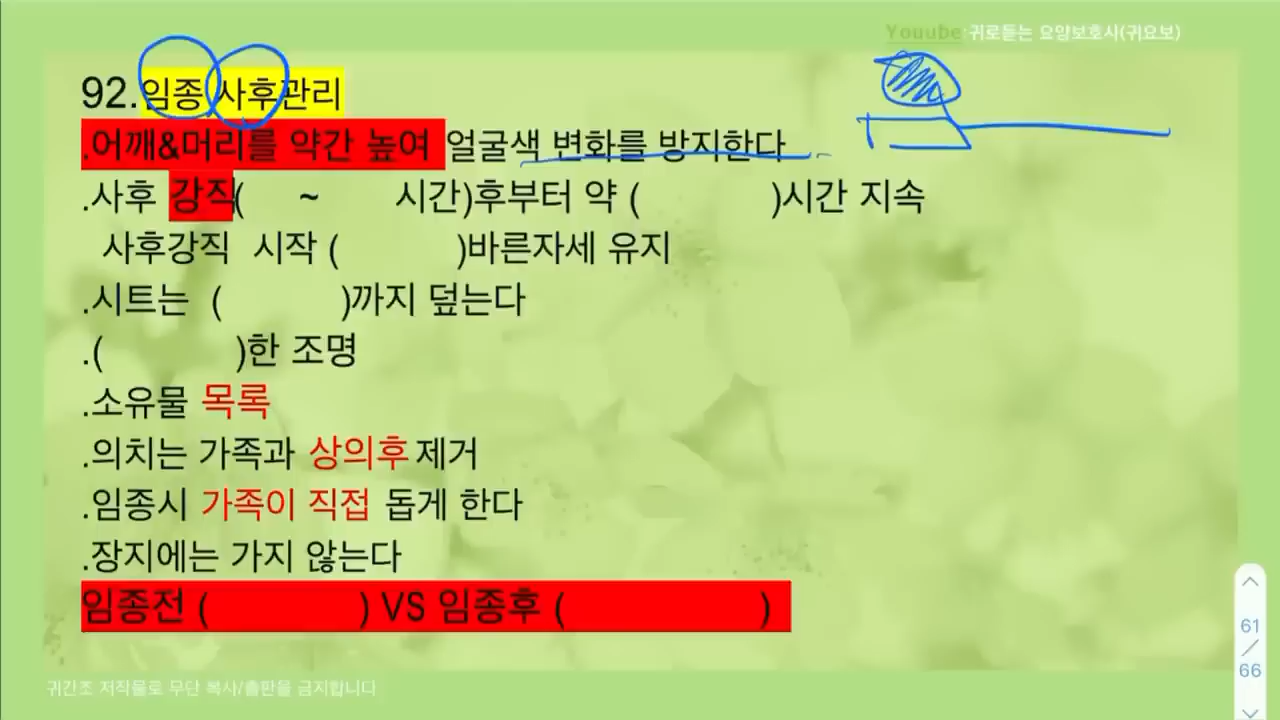 Youube 귀로듣는 요양보호사(귀요보)
92.임종 사후관리
.어깨&머리를 약간 높여 얼굴색 변화를 방지한다
.사후 강직( ~ 시간)후부터 약 ( )시간 지속
사후강직 시작 ( )바른자세 유지
.시트는 ( )까지 덮는다
.( )한 조명
.소유물 목록
.의치는 가족과 상의후 제거
.임종시 가족이 직접 돕게 한다
.장지에는 가지 않는다
임종전 ( ) VS 임종후 ( )
61
/
66
귀간조 저작물로 무단 복사/출판을 금지합니다